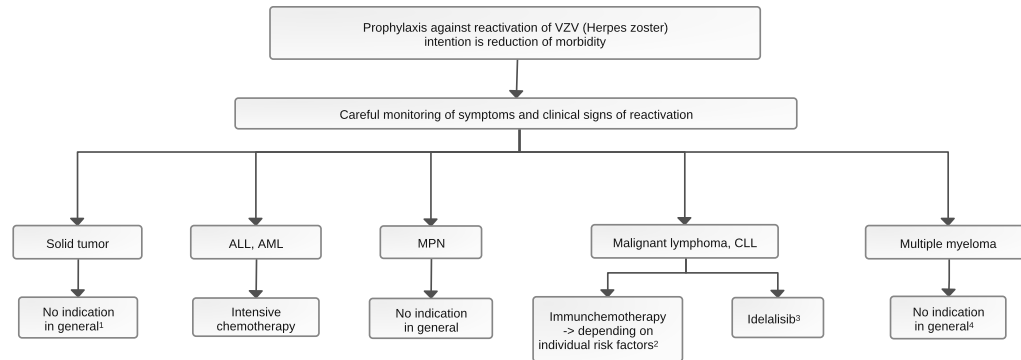 Prophylaxis against reactivation of VZV (Herpes zoster)
intention is reduction of morbidity
Careful monitoring of symptoms and clinical signs of reactivation
Solid tumor
ALL, AML
MPN
Malignant lymphoma, CLL
Multiple myeloma
No indication
in general¹
Intensive
chemotherapy
No indication
in general
Immunchemotherapy
-> depending on
individual risk factors²
Idelalisib³
No indication
in general⁴